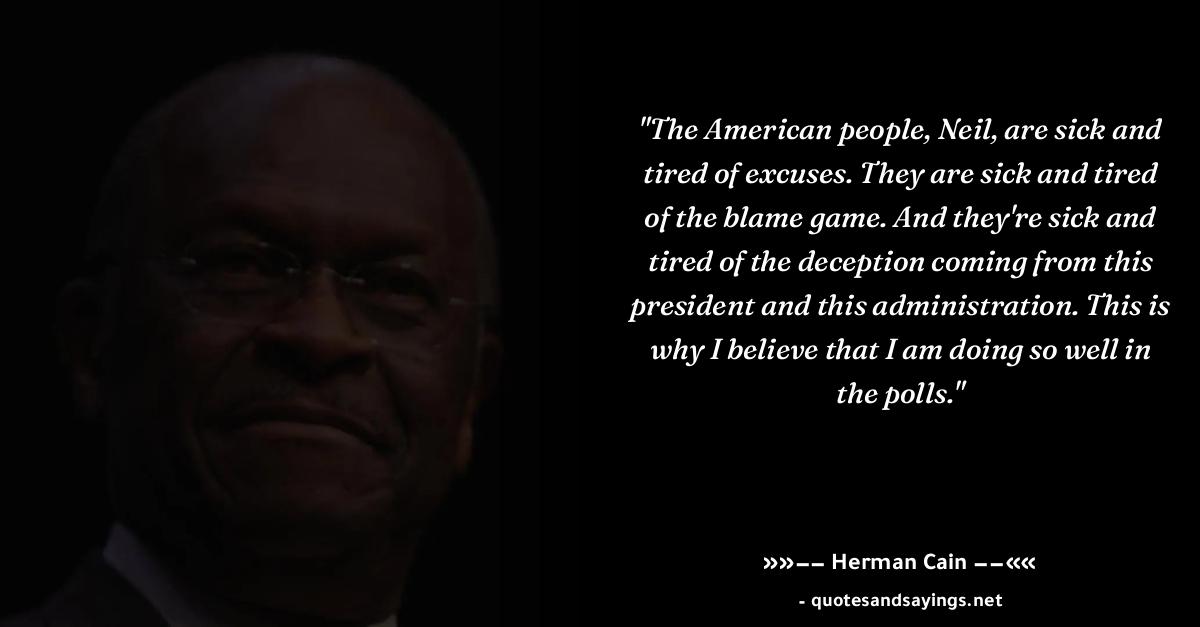 "The American people, Neil, are sick and
tired of excuses. They are sick and tired
of the blame game. And they're sick and
tired of the deception coming from this
president and this administration. This is
why I believe that I am doing so well in
the polls."
»»−− Herman Cain −−««
- quotesandsayings.net